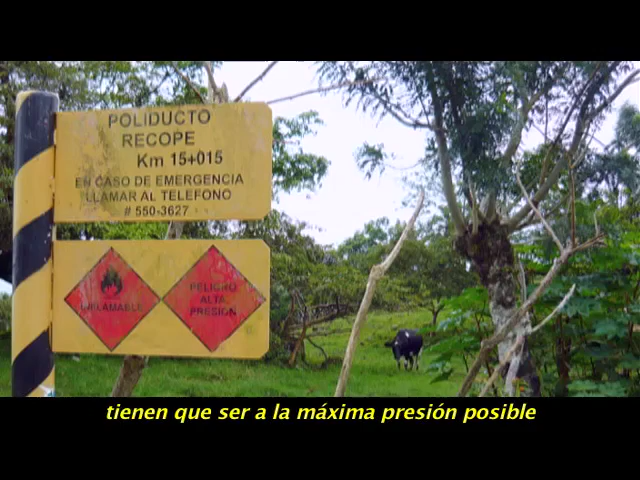 POLIDUCTO
RECOPE
Km 15+015
EN CASO DE EMERGENCIA
LLAMAR AL TELEFONO
# 550-3627
INFLAMABLE
PELIGRO
ALTA
PRESION
tienen que ser a la máxima presión posible